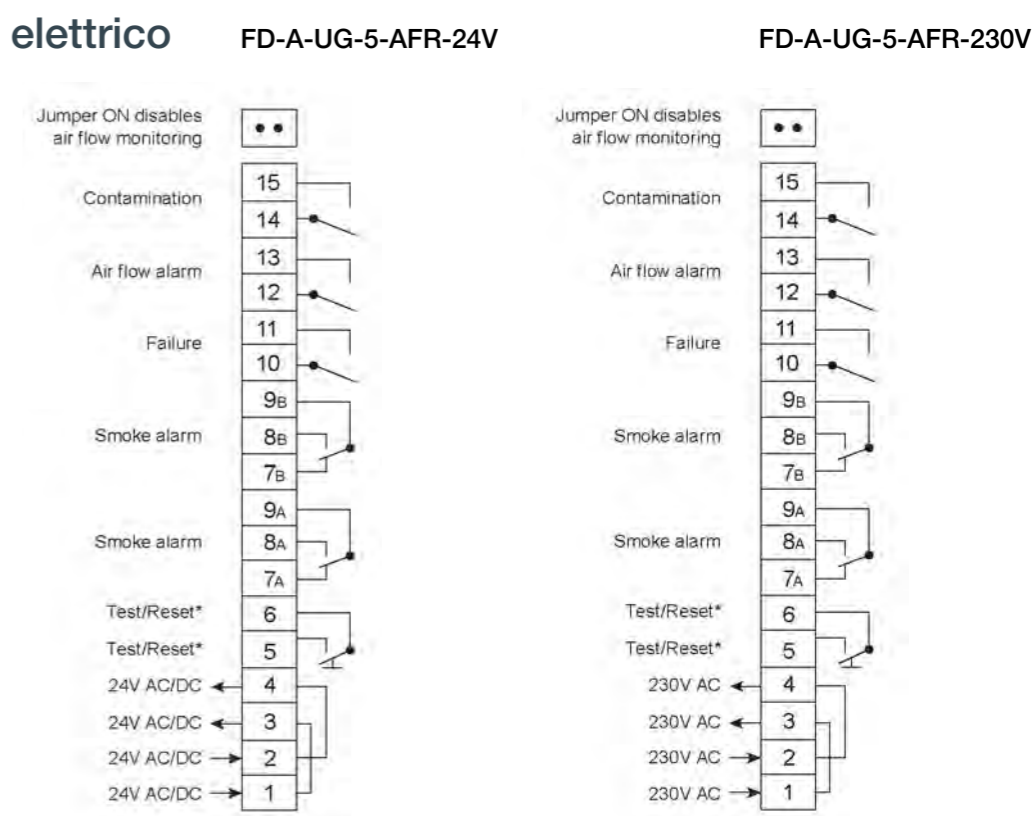 elettrico FD-A-UG-5-AFR-24V FD-A-UG-5-AFR-230V
Jumper ON disables
air flow monitoring
Contamination
15
14
Air flow alarm
13
12
Failure
11
10
Smoke alarm
9B
8B
7B
Smoke alarm
9A
8A
7A
Test/Reset* 6
Test/Reset* 5
24V AC/DC 4
24V AC/DC 3
24V AC/DC 2
24V AC/DC 1
Jumper ON disables
air flow monitoring
Contamination
15
14
Air flow alarm
13
12
Failure
11
10
Smoke alarm
9B
8B
7B
Smoke alarm
9A
8A
7A
Test/Reset* 6
Test/Reset* 5
230V AC 4
230V AC 3
230V AC 2
230V AC 1